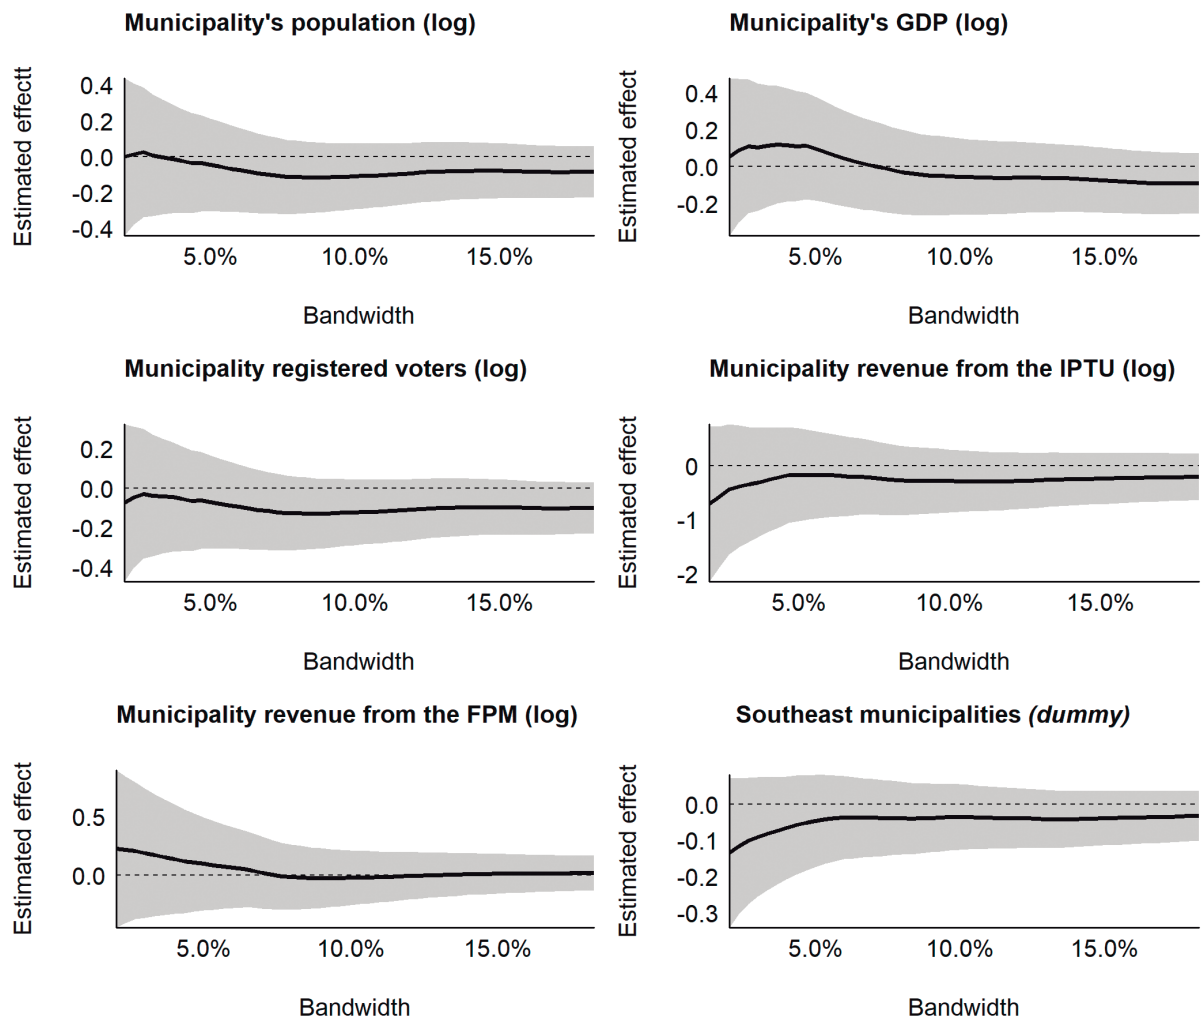 Municipality's population (log)
Estimated effectt
0.4
0.2
0.0
-0.2
-0.4
5.0% 10.0% 15.0%
Bandwidth
Municipality's GDP (log)
Estimated effect
0.4
0.2
0.0
-0.2
5.0% 10.0% 15.0%
Bandwidth
Municipality registered voters (log)
Estimated effect
0.2
0.0
-0.2
-0.4
5.0% 10.0% 15.0%
Bandwidth
Municipality revenue from the IPTU (log)
Estimated effect
0
-1
-2
5.0% 10.0% 15.0%
Bandwidth
Municipality revenue from the FPM (log)
Estimated effect
0.5
0.0
5.0% 10.0% 15.0%
Bandwidth
Southeast municipalities (dummy)
Estimated effect
0.0
-0.1
-0.2
-0.3
5.0% 10.0% 15.0%
Bandwidth